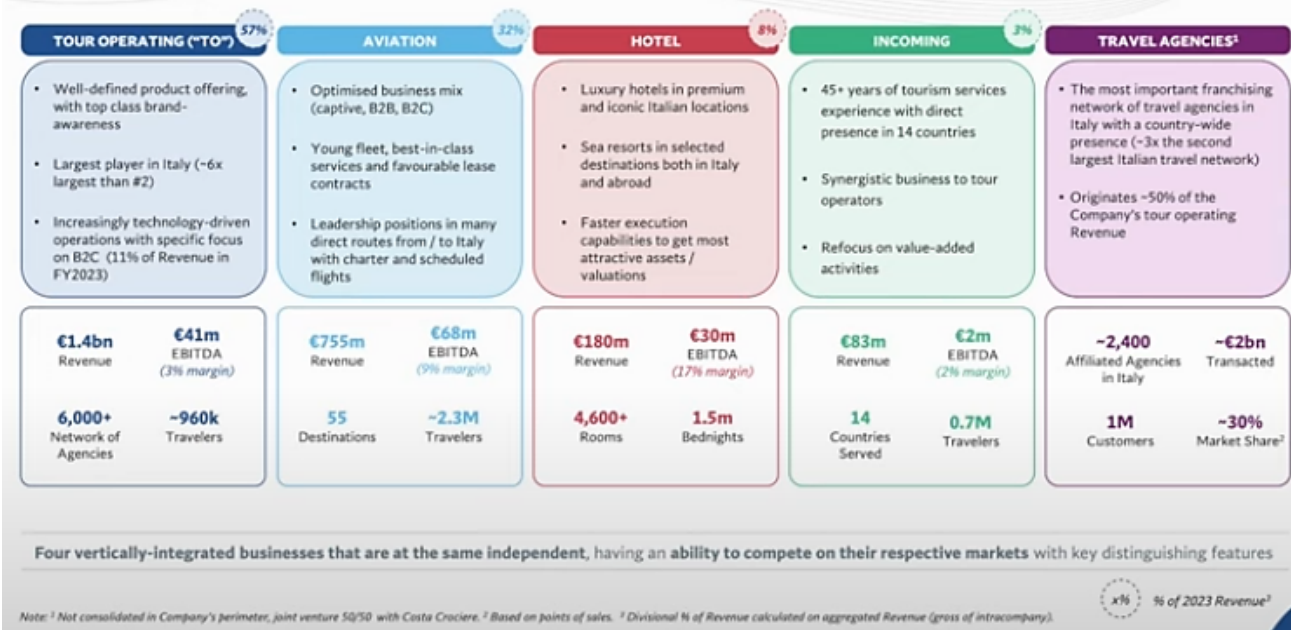 TOUR OPERATING ("TO")
57%
Well-defined product offering,
with top class brand-
awareness
Largest player in Italy (~6x
largest than #2)
Increasingly technology-driven
operations with specific focus
on B2C (11% of Revenue in
FY2023)
€1.4bn
Revenue
€41m
EBITDA
(3% margin)
6,000+
Network of
Agencies
~960k
Travelers
AVIATION
32%
Optimised business mix
(captive, B2B, B2C)
Young fleet, best-in-class
services and favourable lease
contracts
Leadership positions in many
direct routes from / to Italy
with charter and scheduled
flights
€755m
Revenue
€68m
EBITDA
(9% margin)
55
Destinations
~2.3M
Travelers
HOTEL
8%
Luxury hotels in premium
and iconic Italian locations
Sea resorts in selected
destinations both in Italy
and abroad
Faster execution
capabilities to get most
attractive assets /
valuations
€180m
Revenue
€30m
EBITDA
(17% margin)
4,600+
Rooms
1.5m
Bednights
INCOMING
3%
45+ years of tourism services
experience with direct
presence in 14 countries
Synergistic business to tour
operators
Refocus on value-added
activities
€83m
Revenue
€2m
EBITDA
(2% margin)
14
Countries
Served
0.7M
Travelers
TRAVEL AGENCIES¹
The most important franchising
network of travel agencies in
Italy with a country-wide
presence (~3x the second
largest Italian travel network)
Originates ~50% of the
Company's tour operating
Revenue
~2,400
Affiliated Agencies
in Italy
~€2bn
Transacted
1M
Customers
~30%
Market Share²
Four vertically-integrated businesses that are at the same independent, having an ability to compete on their respective markets with key distinguishing features
x% % of 2023 Revenue³
Note: ¹ Not consolidated in Company's perimeter, joint venture 50/50 with Costa Crociere. ² Based on points of sales. ³ Divisional % of Revenue calculated on aggregated Revenue (gross of intracompany).